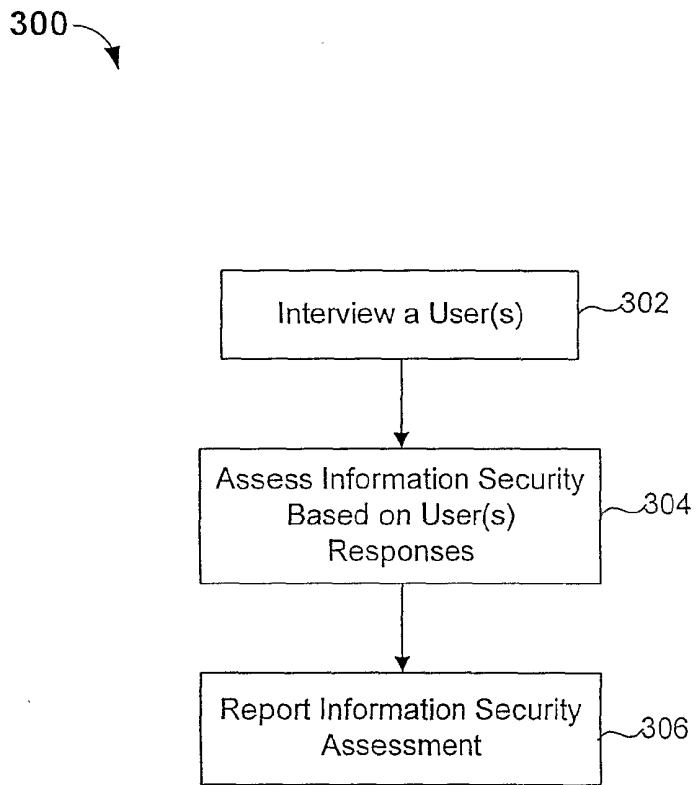 300
Interview a User(s)
302
Assess Information Security
Based on User(s)
Responses
304
Report Information Security
Assessment
306